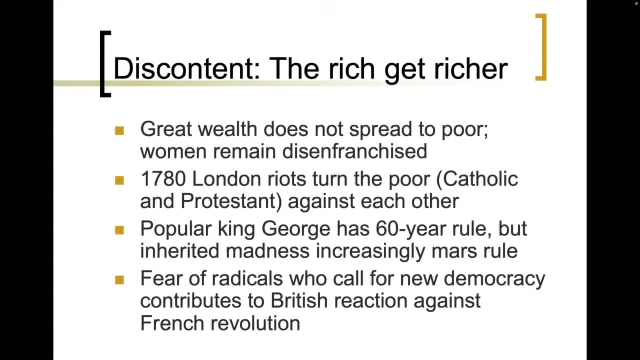 Discontent: The rich get richer
Great wealth does not spread to poor;
women remain disenfranchised
1780 London riots turn the poor (Catholic
and Protestant) against each other
Popular king George has 60-year rule, but
inherited madness increasingly mars rule
Fear of radicals who call for new democracy
contributes to British reaction against
French revolution